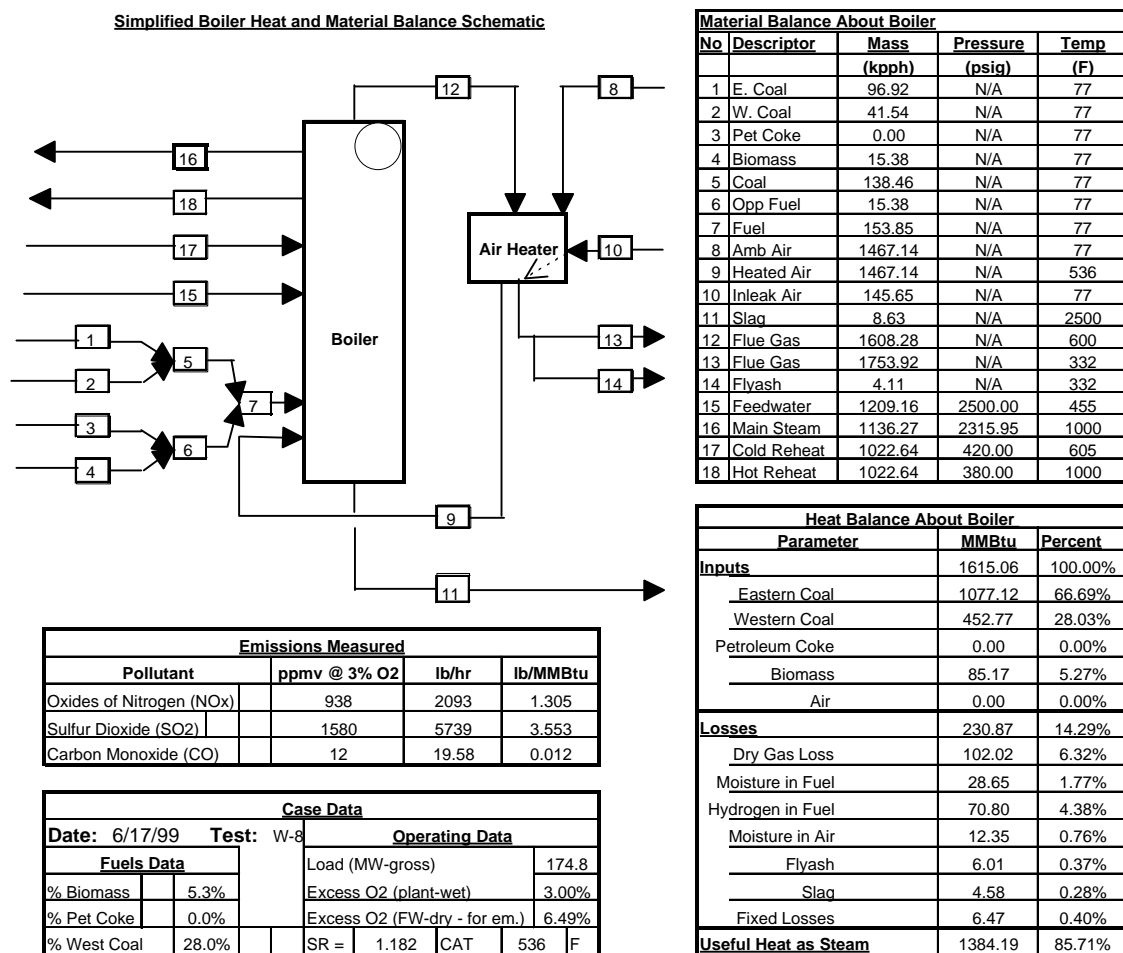 Simplified Boiler Heat and Material Balance Schematic
12
8
16
18
17
15
1
2
3
4
5
6
7
Boiler
Air Heater
10
13
14
9
11
Material Balance About Boiler
No Descriptor Mass Pressure Temp
(kpph) (psig) (F)
1 E. Coal 96.92 N/A 77
2 W. Coal 41.54 N/A 77
3 Pet Coke 0.00 N/A 77
4 Biomass 15.38 N/A 77
5 Coal 138.46 N/A 77
6 Opp Fuel 15.38 N/A 77
7 Fuel 153.85 N/A 77
8 Amb Air 1467.14 N/A 77
9 Heated Air 1467.14 N/A 536
10 Inleak Air 145.65 N/A 77
11 Slag 8.63 N/A 2500
12 Flue Gas 1608.28 N/A 600
13 Flue Gas 1753.92 N/A 332
14 Flyash 4.11 N/A 332
15 Feedwater 1209.16 2500.00 455
16 Main Steam 1136.27 2315.95 1000
17 Cold Reheat 1022.64 420.00 605
18 Hot Reheat 1022.64 380.00 1000
Heat Balance About Boiler
Parameter MMBtu Percent
Inputs 1615.06 100.00%
Eastern Coal 1077.12 66.69%
Western Coal 452.77 28.03%
Petroleum Coke 0.00 0.00%
Biomass 85.17 5.27%
Air 0.00 0.00%
Losses 230.87 14.29%
Dry Gas Loss 102.02 6.32%
Moisture in Fuel 28.65 1.77%
Hydrogen in Fuel 70.80 4.38%
Moisture in Air 12.35 0.76%
Flyash 6.01 0.37%
Slag 4.58 0.28%
Fixed Losses 6.47 0.40%
Useful Heat as Steam 1384.19 85.71%
Emissions Measured
Pollutant ppmv @ 3% O2 lb/hr lb/MMBtu
Oxides of Nitrogen (NOx) 938 2093 1.305
Sulfur Dioxide (SO2) 1580 5739 3.553
Carbon Monoxide (CO) 12 19.58 0.012
Case Data
Date: 6/17/99 Test: W-8 Operating Data
Fuels Data Load (MW-gross) 174.8
% Biomass 5.3% Excess O2 (plant-wet) 3.00%
% Pet Coke 0.0% Excess O2 (FW-dry - for em.) 6.49%
% West Coal 28.0% SR = 1.182 CAT 536 F